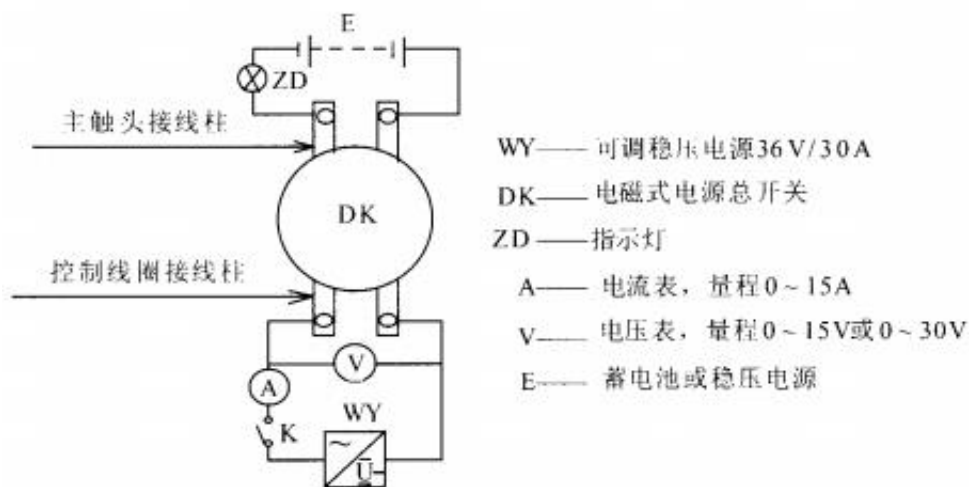 E
ZD
主触头接线柱
DK
控制线圈接线柱
V
A
K
WY
~
U
WY—— 可调稳压电源36V/30A
DK—— 电磁式电源总开关
ZD ——指示灯
A—— 电流表，量程0~15A
V—— 电压表，量程0~15V或0~30V
E—— 蓄电池或稳压电源